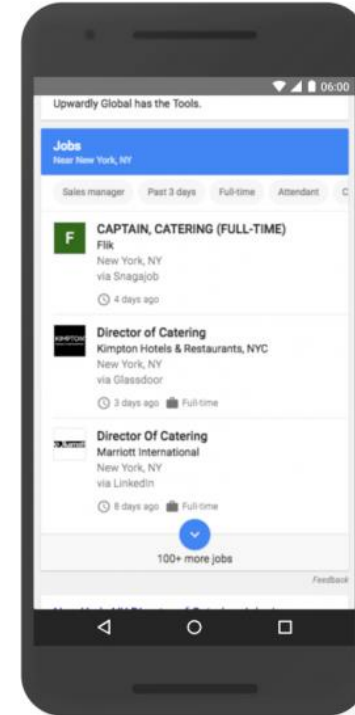 06:00
Upwardly Global has the Tools.
Jobs
Near New York, NY
Sales manager Past 3 days Full-time Attendant C
F
CAPTAIN, CATERING (FULL-TIME)
Flik
New York, NY
via Snagajob
4 days ago
KIMPTON
Director of Catering
Kimpton Hotels & Restaurants, NYC
New York, NY
via Glassdoor
3 days ago Full-time
Marriott
Director Of Catering
Marriott International
New York, NY
via LinkedIn
8 days ago Full-time
100+ more jobs
Feedback